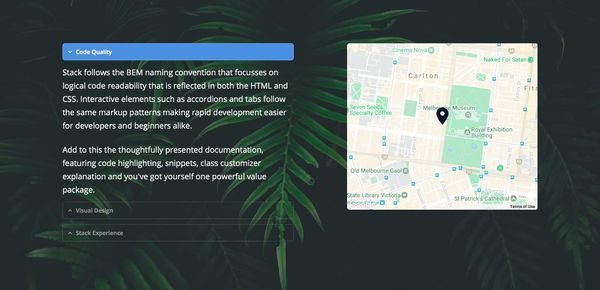 Code Quality
Stack follows the BEM naming convention that focusses on
logical code readability that is reflected in both the HTML and
CSS. Interactive elements such as accordions and tabs follow
the same markup patterns making rapid development easier
for developers and beginners alike.
Add to this the thoughtfully presented documentation,
featuring code highlighting, snippets, class customizer
explanation and you've got yourself one powerful value
package.
Visual Design
Stack Experience
Cinema Nova
Naked For Satan
Carlton
Fitz
Seven Seeds
Specialty Coffee
Melbourne Museum
Royal Exhibition
building
Old Melbourne Gaol
State Library Victoria
St Patrick's Cathedral
Terms of Use